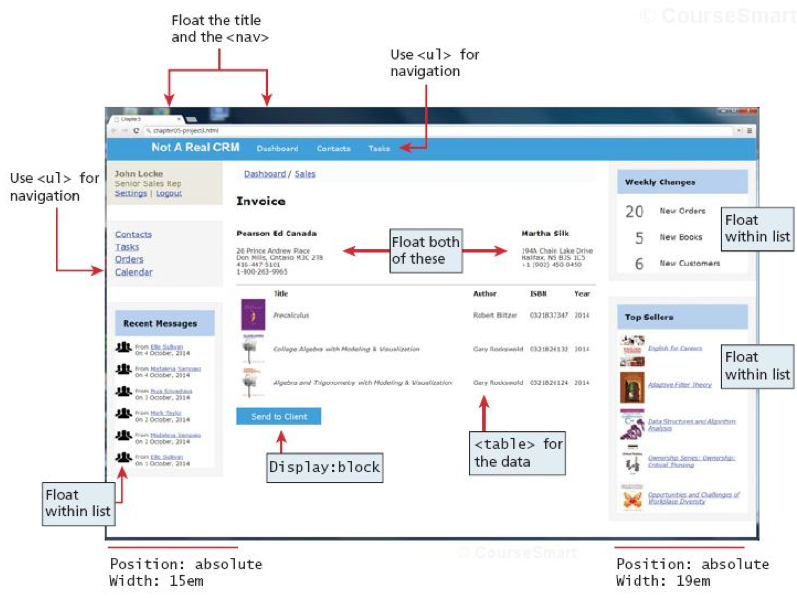 © CourseSmart
Float the title
and the <nav>
Use <ul> for
navigation
Chapter5
chapter05-project3.html
Not A Real CRM
Dashboard
Contacts
Tasks
Use <ul> for
navigation
John Locke
Senior Sales Rep
Settings | Logout
Contacts
Tasks
Orders
Calendar
Recent Messages
From Elle Sullivan
on 4 October, 2014
From
on 4 October, 2014
From
on 3 October, 2014
From Mark Taylor
on 2 October, 2014
From
on 2 October, 2014
From Elle Sullivan
on 1 October, 2014
Float
within list
Dashboard / Sales
Invoice
Pearson Ed Canada
26 Prince Andrew Place
Don Mills, Ontario M3C 2T8
416-447-5101
1-800-263-9965
Float both
of these
Martha Silk
194A Chain Lake Drive
Halifax, NS B3S 1C5
+1 (902) 450-0450
Title Author ISBN Year
Precalculus Robert Blitzer 0321837347 2014
College Algebra with Modeling & Visualization Gary Rockswold 0321826132 2014
Algebra and Trigonometry with Modeling & Visualization Gary Rockswold 0321826124 2014
Send to Client
Display:block
<table> for
the data
Weekly Changes
20 New Orders
5 New Books
6 New Customers
Float
within list
Top Sellers
English for Careers
Adaptive Filter Theory
Data Structures and Algorithm
Analysis
Ownership Series: Ownership:
Critical Thinking
Opportunities and Challenges of
Workplace Diversity
Float
within list
© CourseSmart
Position: absolute
Width: 15em
Position: absolute
Width: 19em